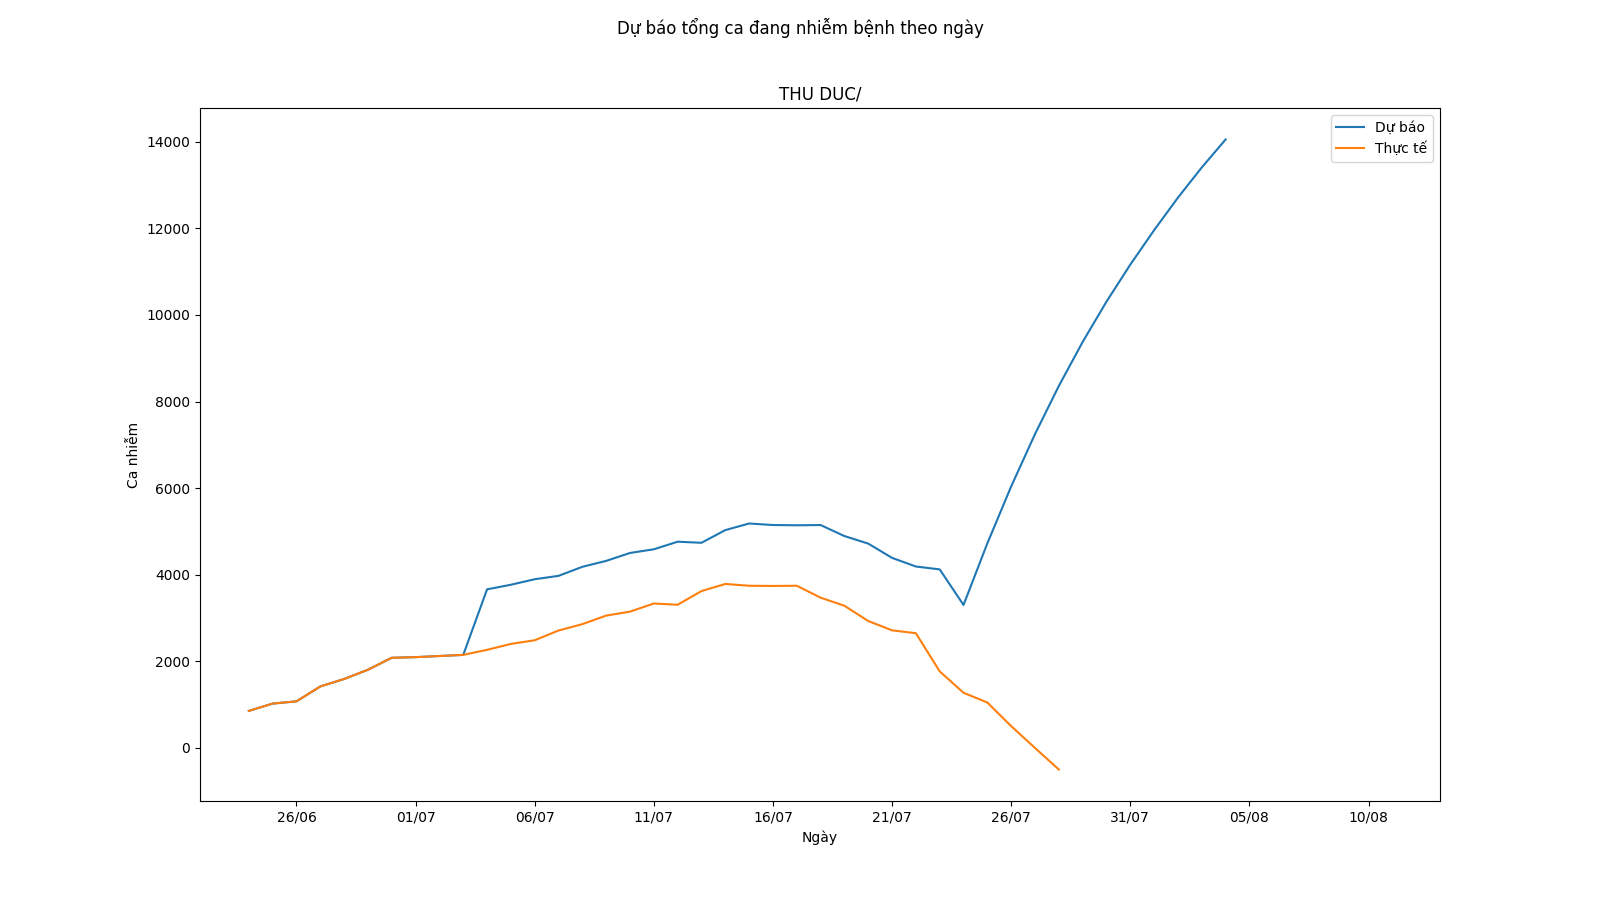 Dự báo tổng ca đang nhiễm bệnh theo ngày
THU DUC/
Dự báo
Thực tế
14000
12000
10000
8000
6000
4000
2000
0
Ca nhiễm
26/06 01/07 06/07 11/07 16/07 21/07 26/07 31/07 05/08 10/08
Ngày